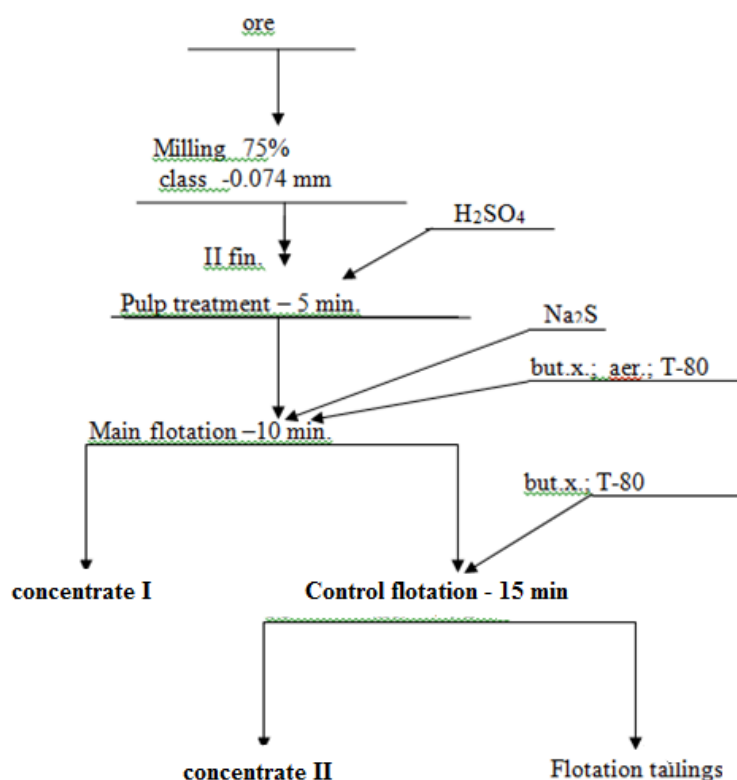 ore
Milling 75%
class -0.074 mm
H₂SO₄
II fin.
Pulp treatment – 5 min.
Na₂S
but.x.; aer.; T-80
Main flotation –10 min.
but.x.; T-80
concentrate I
Control flotation - 15 min
concentrate II
Flotation tailings